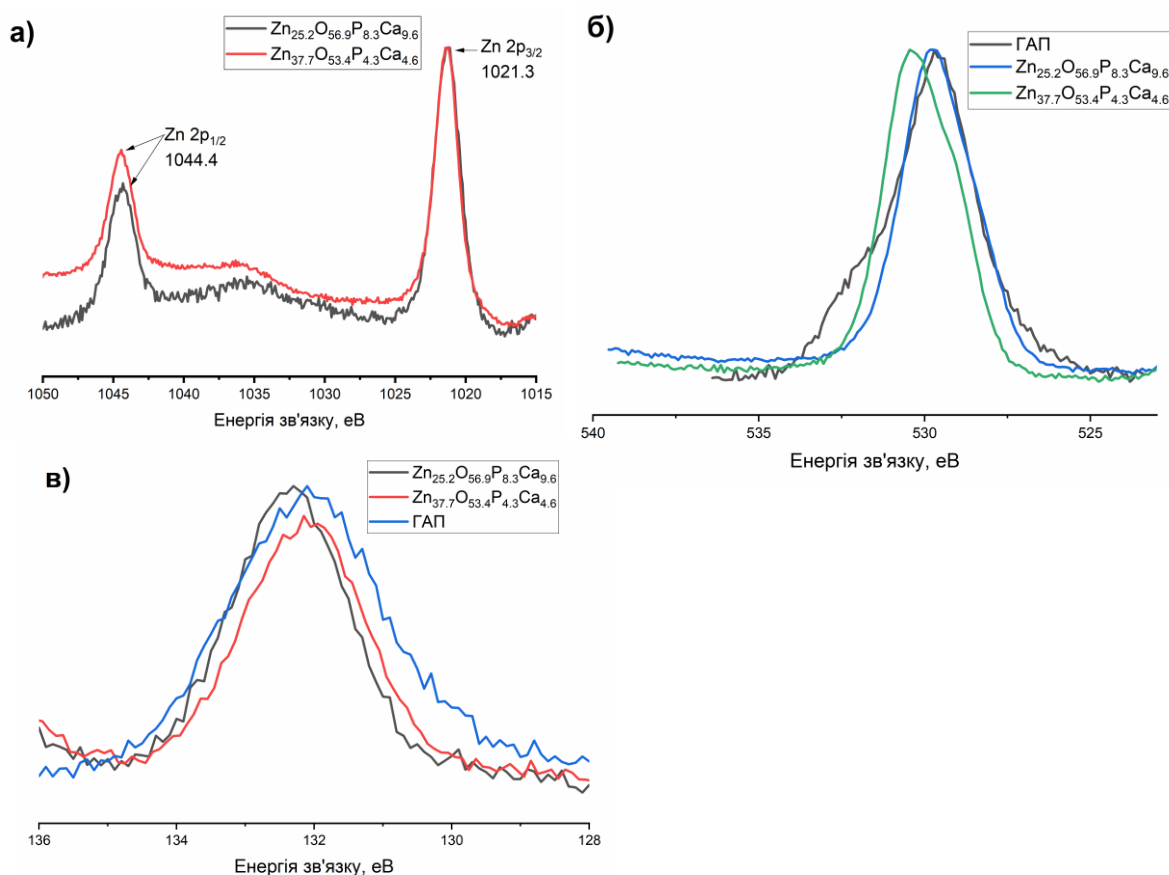 а)
Zn25.2O56.9P8.3Ca9.6
Zn37.7O53.4P4.3Ca4.6
Zn 2p3/2
1021.3
Zn 2p1/2
1044.4
1050 1045 1040 1035 1030 1025 1020 1015
Енергія зв'язку, еВ
б)
ГАП
Zn25.2O56.9P8.3Ca9.6
Zn37.7O53.4P4.3Ca4.6
540 535 530 525
Енергія зв'язку, еВ
в)
Zn25.2O56.9P8.3Ca9.6
Zn37.7O53.4P4.3Ca4.6
ГАП
136 134 132 130 128
Енергія зв'язку, еВ